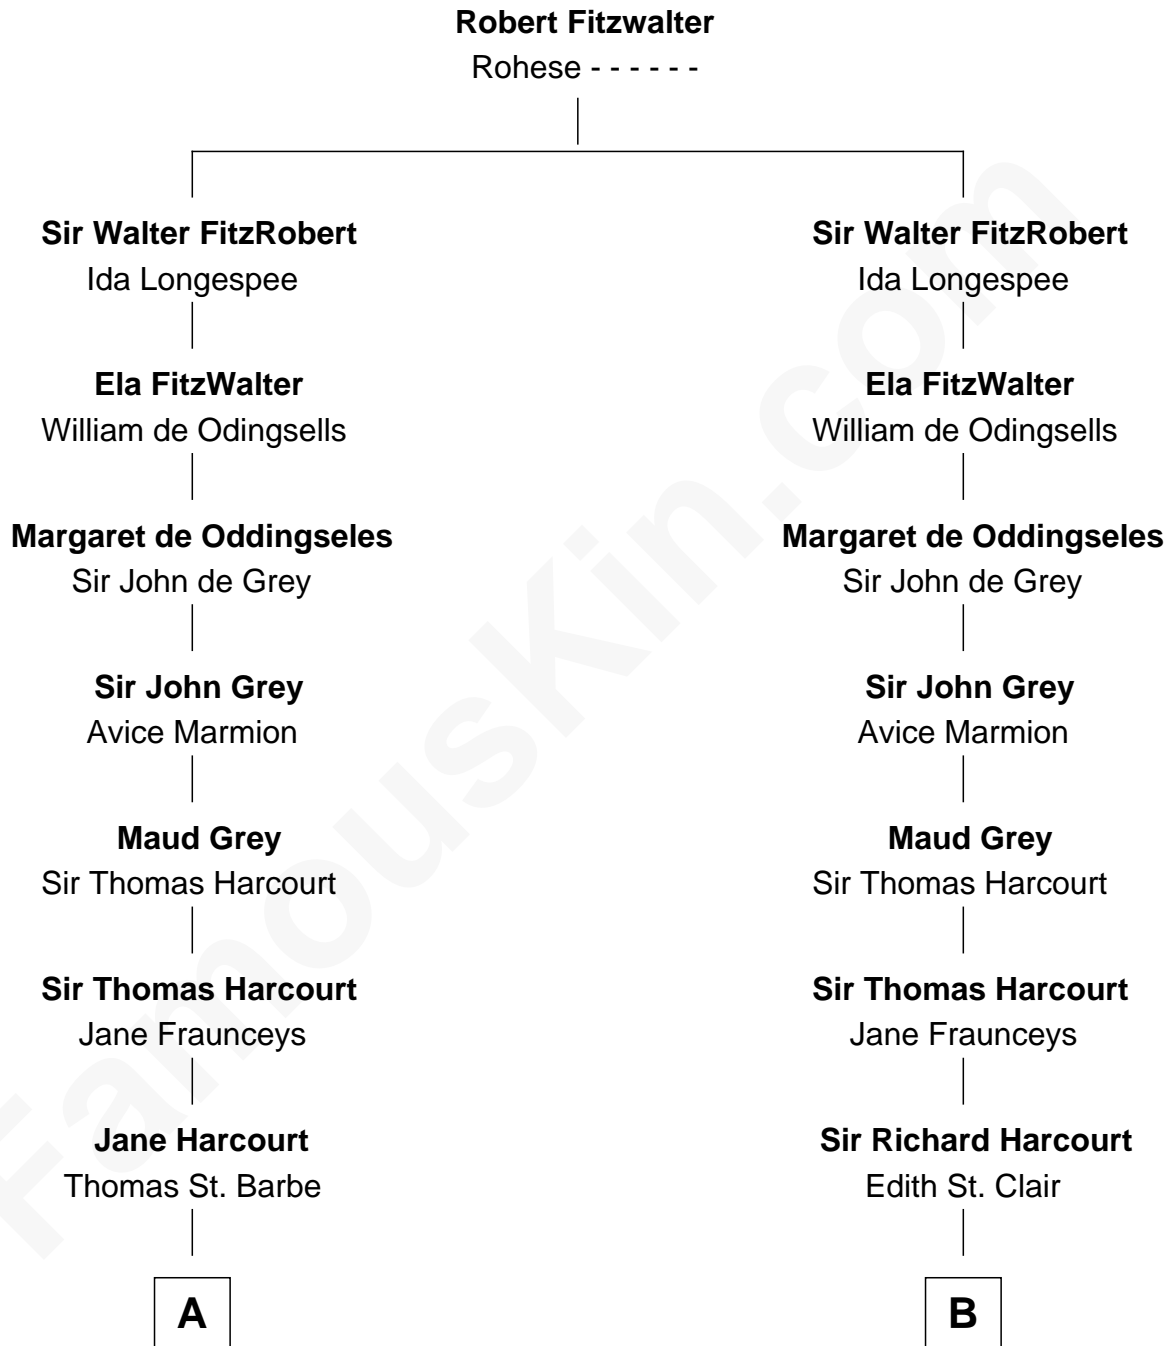 Robert Fitzwalter
Rohese - - - - - -
Sir Walter FitzRobert
Ida Longespee
Sir Walter FitzRobert
Ida Longespee
Ela FitzWalter
William de Odingsells
Ela FitzWalter
William de Odingsells
Margaret de Oddingseles
Sir John de Grey
Margaret de Oddingseles
Sir John de Grey
Sir John Grey
Avice Marmion
Sir John Grey
Avice Marmion
Maud Grey
Sir Thomas Harcourt
Maud Grey
Sir Thomas Harcourt
Sir Thomas Harcourt
Jane Fraunceys
Sir Thomas Harcourt
Jane Fraunceys
Jane Harcourt
Thomas St. Barbe
Sir Richard Harcourt
Edith St. Clair
A
B
FamousKin.com